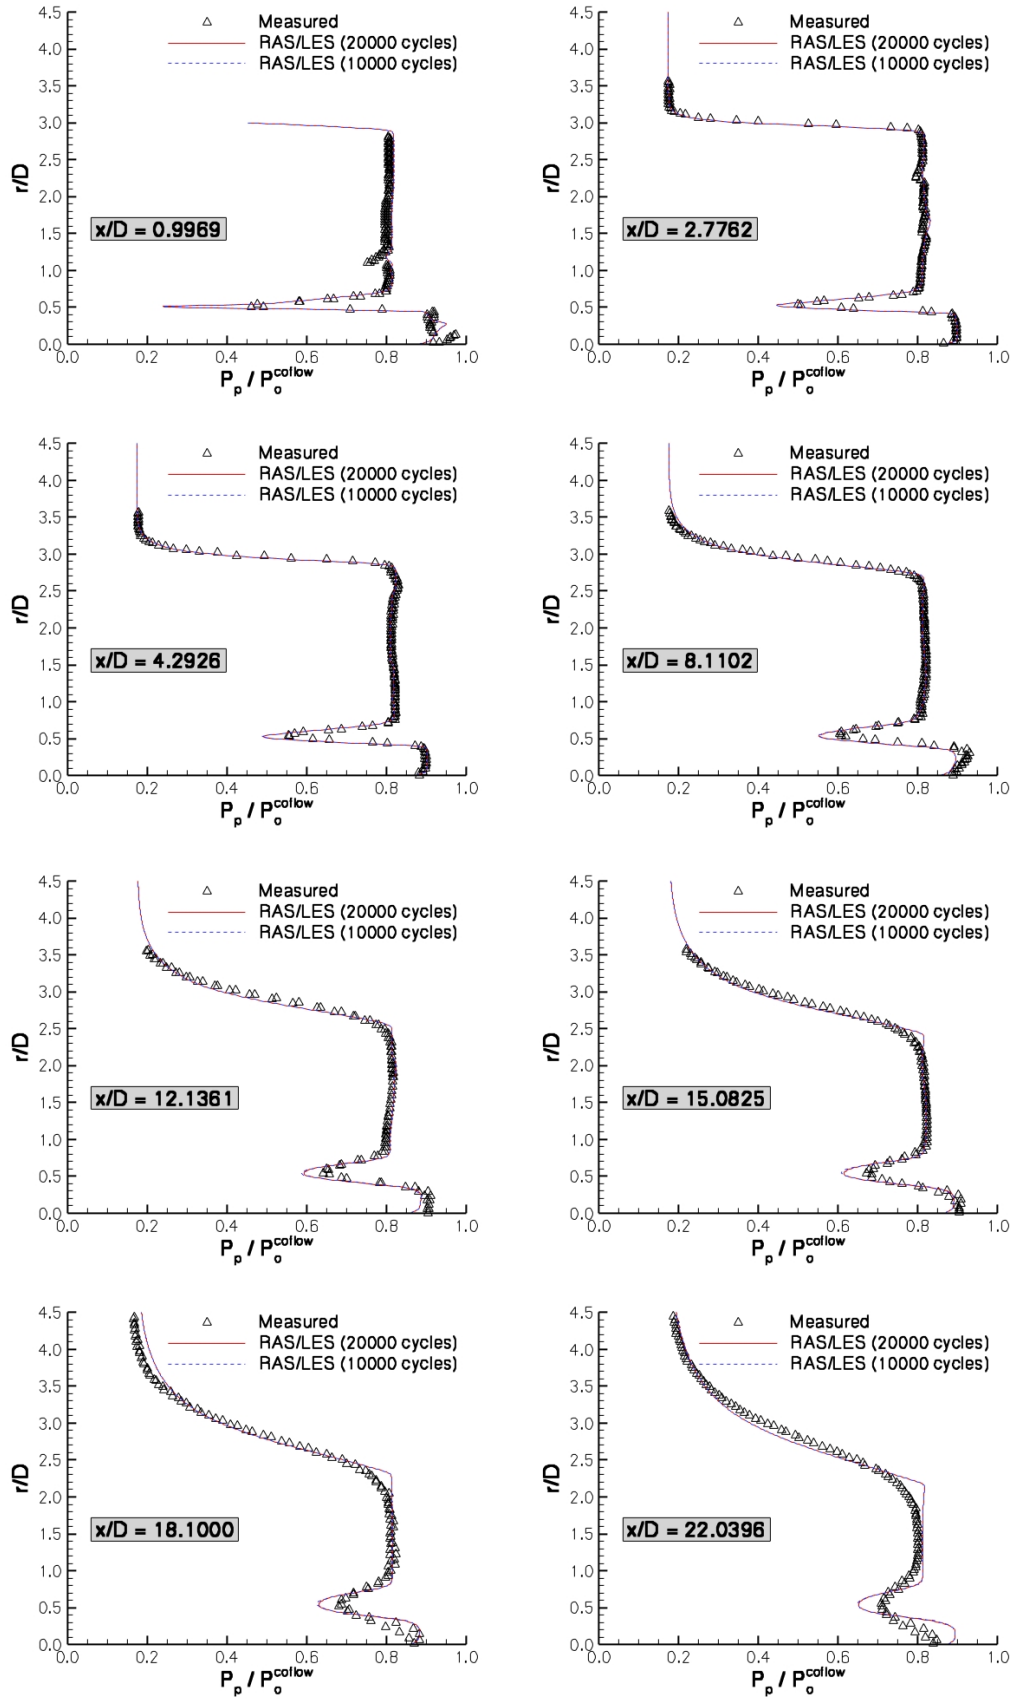 Measured
RAS/LES (20000 cycles)
RAS/LES (10000 cycles)
4.5
4.0
3.5
3.0
2.5
2.0
1.5
1.0
0.5
0.0
r/D
x/D = 0.9969
0.0 0.2 0.4 0.6 0.8 1.0
Pp / Po coflow
Measured
RAS/LES (20000 cycles)
RAS/LES (10000 cycles)
4.5
4.0
3.5
3.0
2.5
2.0
1.5
1.0
0.5
0.0
r/D
x/D = 2.7762
0.0 0.2 0.4 0.6 0.8 1.0
Pp / Po coflow
Measured
RAS/LES (20000 cycles)
RAS/LES (10000 cycles)
4.5
4.0
3.5
3.0
2.5
2.0
1.5
1.0
0.5
0.0
r/D
x/D = 4.2926
0.0 0.2 0.4 0.6 0.8 1.0
Pp / Po coflow
Measured
RAS/LES (20000 cycles)
RAS/LES (10000 cycles)
4.5
4.0
3.5
3.0
2.5
2.0
1.5
1.0
0.5
0.0
r/D
x/D = 8.1102
0.0 0.2 0.4 0.6 0.8 1.0
Pp / Po coflow
Measured
RAS/LES (20000 cycles)
RAS/LES (10000 cycles)
4.5
4.0
3.5
3.0
2.5
2.0
1.5
1.0
0.5
0.0
r/D
x/D = 12.1361
0.0 0.2 0.4 0.6 0.8 1.0
Pp / Po coflow
Measured
RAS/LES (20000 cycles)
RAS/LES (10000 cycles)
4.5
4.0
3.5
3.0
2.5
2.0
1.5
1.0
0.5
0.0
r/D
x/D = 15.0825
0.0 0.2 0.4 0.6 0.8 1.0
Pp / Po coflow
Measured
RAS/LES (20000 cycles)
RAS/LES (10000 cycles)
4.5
4.0
3.5
3.0
2.5
2.0
1.5
1.0
0.5
0.0
r/D
x/D = 18.1000
0.0 0.2 0.4 0.6 0.8 1.0
Pp / Po coflow
Measured
RAS/LES (20000 cycles)
RAS/LES (10000 cycles)
4.5
4.0
3.5
3.0
2.5
2.0
1.5
1.0
0.5
0.0
r/D
x/D = 22.0396
0.0 0.2 0.4 0.6 0.8 1.0
Pp / Po coflow